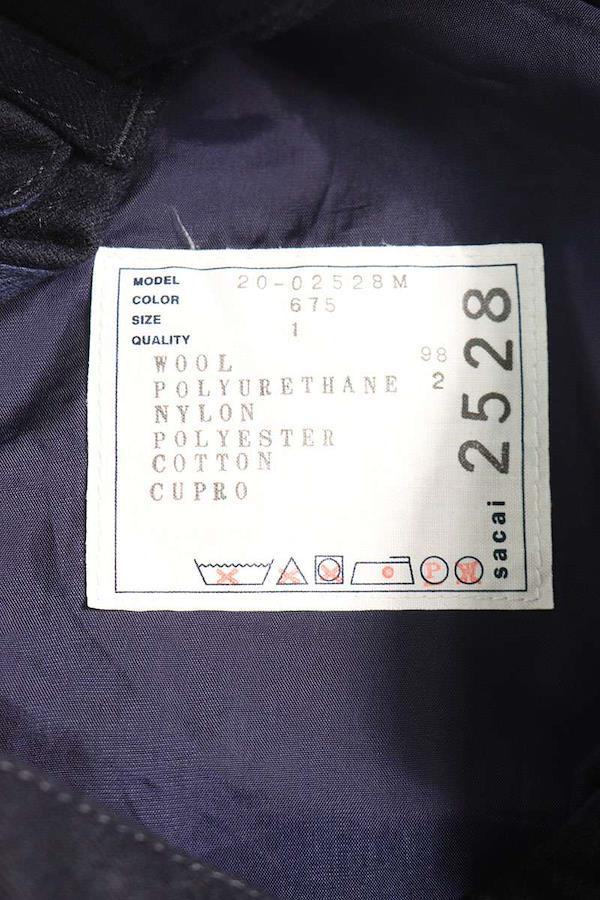 MODEL 20-02528M
COLOR 675
SIZE 1
QUALITY
WOOL 98
POLYURETHANE 2
NYLON
POLYESTER
COTTON
CUPRO
P W
sacai 2528